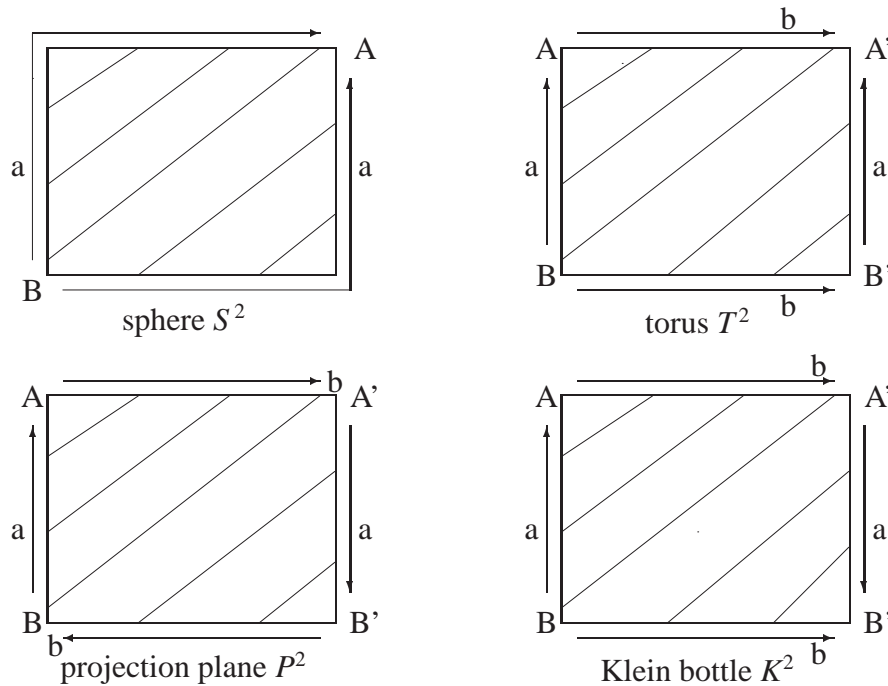 A
a
a
B
sphere S²
b
A
A'
a
a
B
B'
b
torus T²
b
A
A'
a
a
B
B'
b
projection plane P²
b
A
A'
a
a
B
B'
b
Klein bottle K²